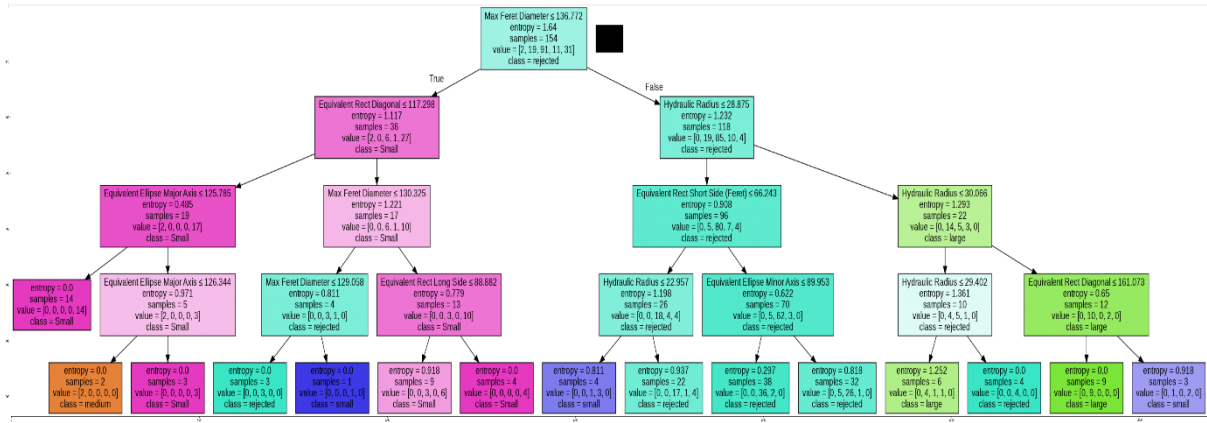 Max Feret Diameter ≤ 136.772
entropy = 1.64
samples = 154
value = [2, 19, 91, 11, 31]
class = rejected
True
False
Equivalent Rect Diagonal ≤ 117.298
entropy = 1.117
samples = 36
value = [2, 0, 6, 1, 27]
class = Small
Hydraulic Radius ≤ 28.875
entropy = 1.232
samples = 118
value = [0, 19, 85, 10, 4]
class = rejected
Equivalent Ellipse Major Axis ≤ 125.785
entropy = 0.485
samples = 19
value = [2, 0, 0, 0, 17]
class = Small
Max Feret Diameter ≤ 130.325
entropy = 1.221
samples = 17
value = [0, 0, 6, 1, 10]
class = Small
Equivalent Rect Short Side (Feret) ≤ 66.243
entropy = 0.908
samples = 96
value = [0, 5, 80, 7, 4]
class = rejected
Hydraulic Radius ≤ 30.066
entropy = 1.293
samples = 22
value = [0, 14, 5, 3, 0]
class = large
entropy = 0.0
samples = 14
value = [0, 0, 0, 0, 14]
class = Small
Equivalent Ellipse Major Axis ≤ 126.344
entropy = 0.971
samples = 5
value = [2, 0, 0, 0, 3]
class = Small
Max Feret Diameter ≤ 129.058
entropy = 0.811
samples = 4
value = [0, 0, 3, 1, 0]
class = rejected
Equivalent Rect Long Side ≤ 88.882
entropy = 0.779
samples = 13
value = [0, 0, 3, 0, 10]
class = Small
Hydraulic Radius ≤ 22.957
entropy = 1.198
samples = 26
value = [0, 0, 18, 4, 4]
class = rejected
Equivalent Ellipse Minor Axis ≤ 89.953
entropy = 0.622
samples = 70
value = [0, 5, 62, 3, 0]
class = rejected
Hydraulic Radius ≤ 29.402
entropy = 1.361
samples = 10
value = [0, 4, 5, 1, 0]
class = rejected
Equivalent Rect Diagonal ≤ 161.073
entropy = 0.65
samples = 12
value = [0, 10, 0, 2, 0]
class = large
entropy = 0.0
samples = 2
value = [2, 0, 0, 0, 0]
class = medium
entropy = 0.0
samples = 3
value = [0, 0, 0, 0, 3]
class = Small
entropy = 0.0
samples = 3
value = [0, 0, 3, 0, 0]
class = rejected
entropy = 0.0
samples = 1
value = [0, 0, 0, 1, 0]
class = small
entropy = 0.918
samples = 9
value = [0, 0, 3, 0, 6]
class = Small
entropy = 0.0
samples = 4
value = [0, 0, 0, 0, 4]
class = Small
entropy = 0.811
samples = 4
value = [0, 0, 1, 3, 0]
class = small
entropy = 0.937
samples = 22
value = [0, 0, 17, 1, 4]
class = rejected
entropy = 0.297
samples = 38
value = [0, 0, 36, 2, 0]
class = rejected
entropy = 0.818
samples = 32
value = [0, 5, 26, 1, 0]
class = rejected
entropy = 1.252
samples = 6
value = [0, 4, 1, 1, 0]
class = large
entropy = 0.0
samples = 4
value = [0, 0, 4, 0, 0]
class = rejected
entropy = 0.0
samples = 9
value = [0, 9, 0, 0, 0]
class = large
entropy = 0.918
samples = 3
value = [0, 1, 0, 2, 0]
class = small